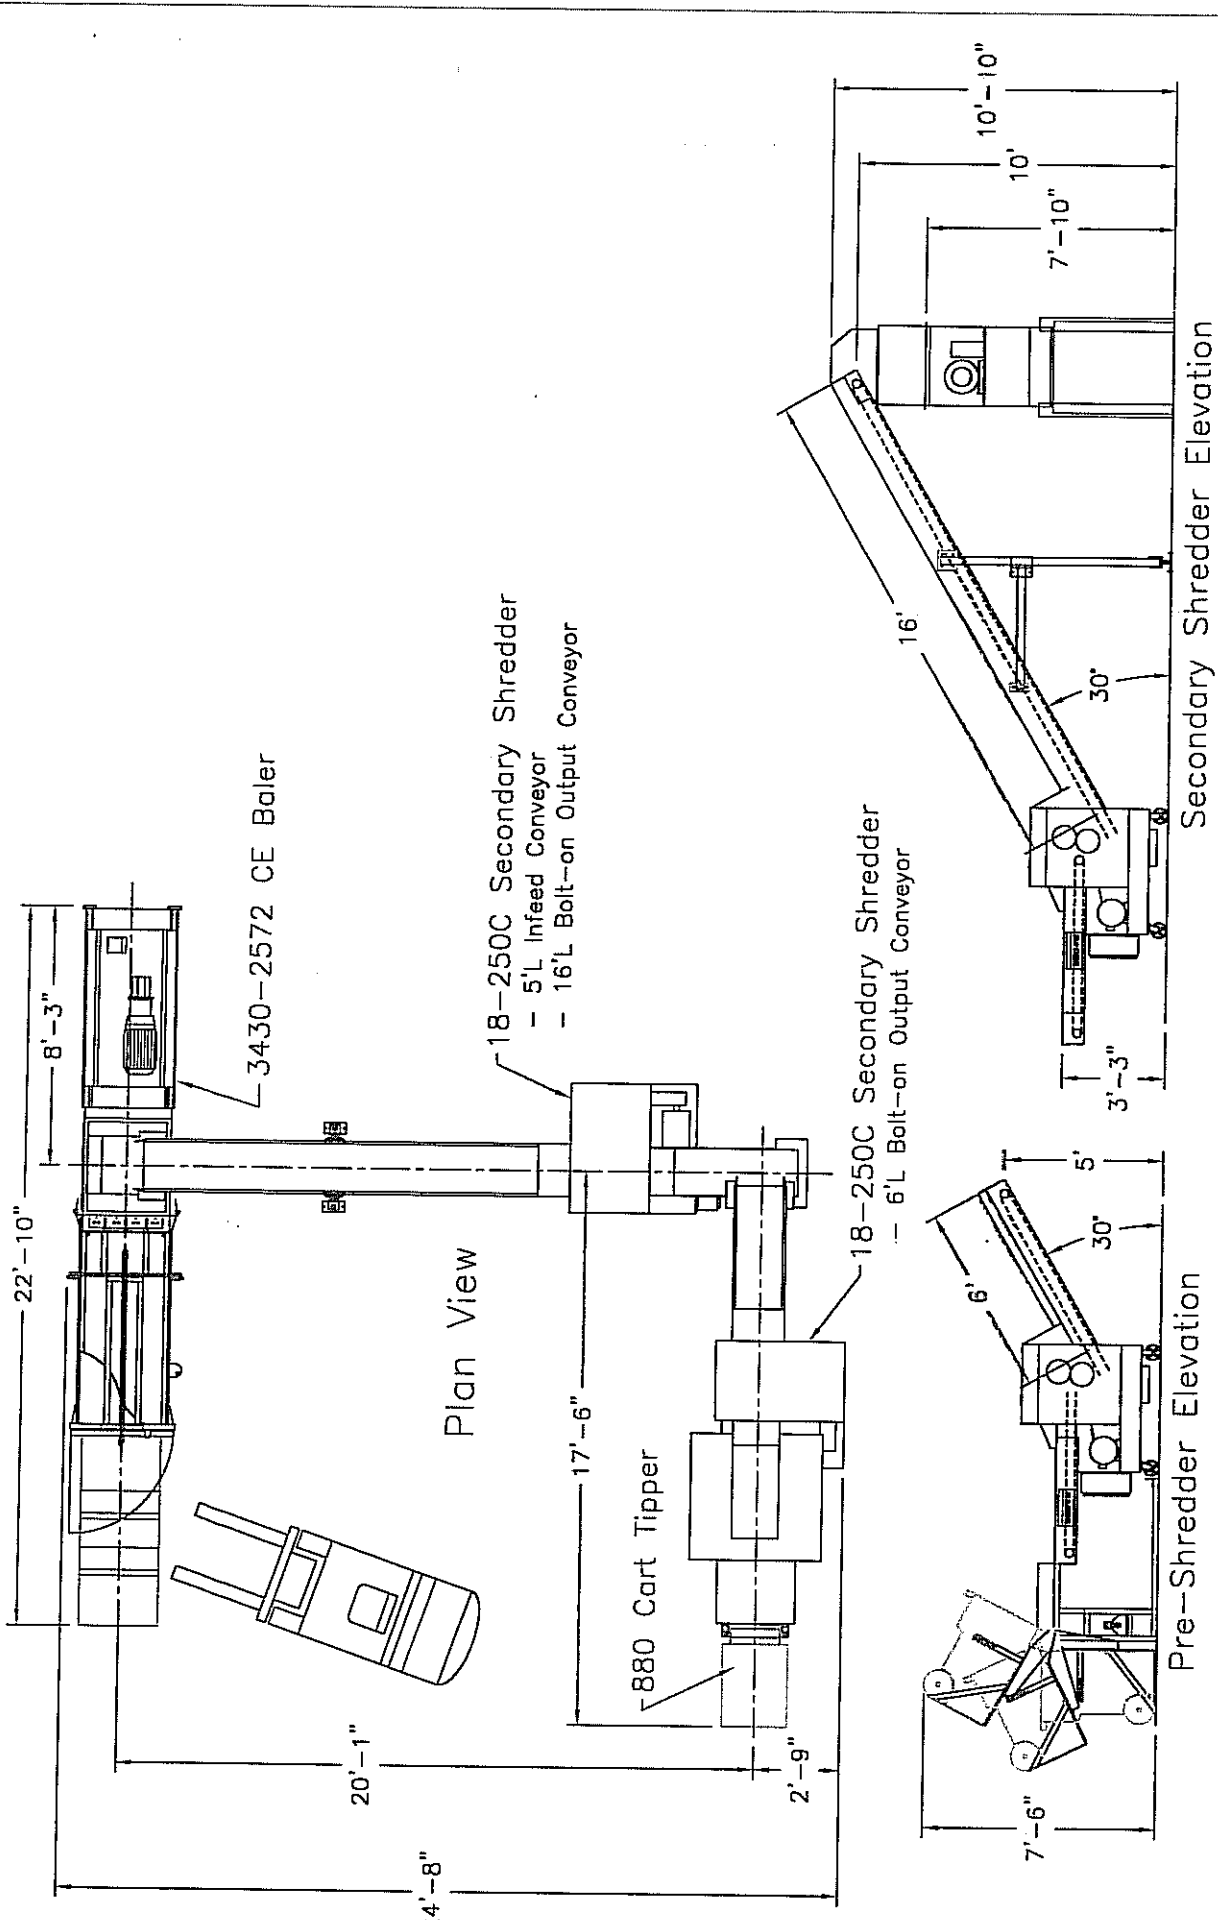 22'-10"
8'-3"
3430-2572 CE Baler
18-250C Secondary Shredder
- 5'L Infeed Conveyor
- 16'L Bolt-on Output Conveyor
Plan View
17'-6"
18-250C Secondary Shredder
- 6'L Bolt-on Output Conveyor
880 Cart Tipper
20'-1"
2'-9"
4'-8"
7'-6"
6'
30°
5'
Pre-Shredder Elevation
3'-3"
16'
30°
7'-10"
10'
10'-10"
Secondary Shredder Elevation